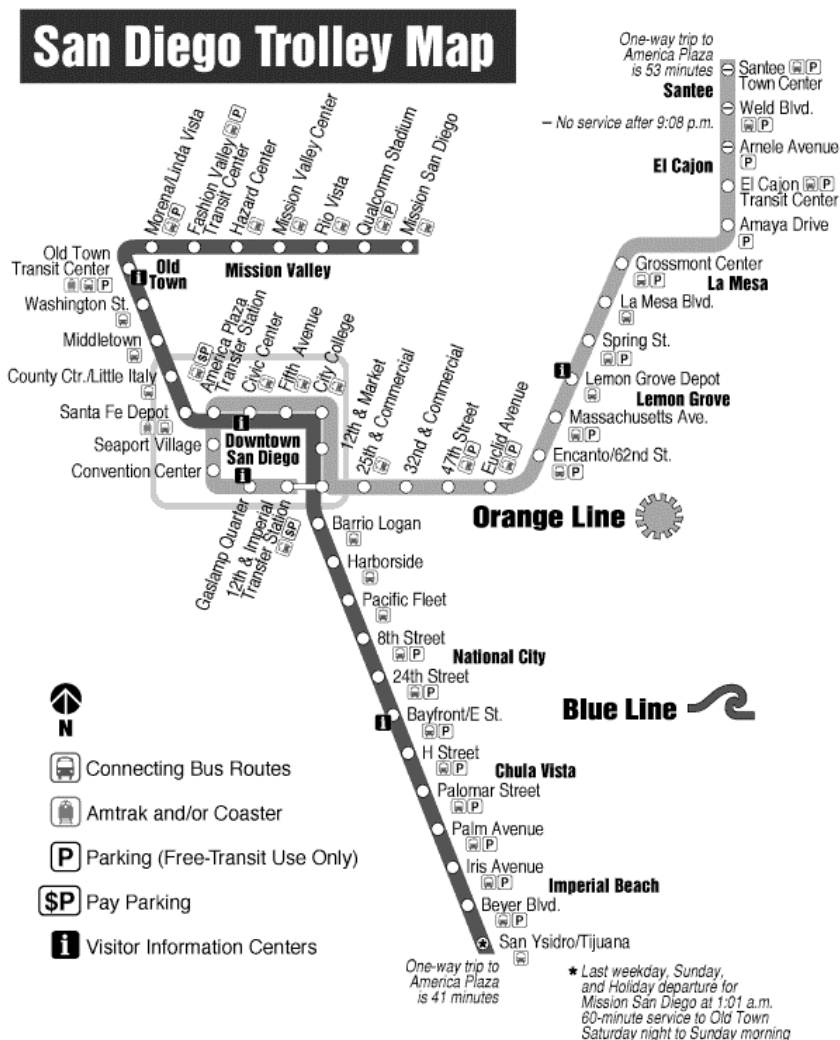 San Diego Trolley Map
One-way trip to
America Plaza
is 53 minutes
Santee
Town Center
P
Santee
Weld Blvd.
P
– No service after 9:08 p.m.
Arnele Avenue
P
El Cajon
El Cajon
P
Transit Center
Amaya Drive
P
Grossmont Center
P
La Mesa
La Mesa Blvd.
Spring St.
P
i
Lemon Grove Depot
Lemon Grove
Massachusetts Ave.
P
Encanto/62nd St.
P
Morena/Linda Vista
P
Fashion Valley
P
Transit Center
Hazard Center
Mission Valley Center
Rio Vista
Qualcomm Stadium
P
Mission San Diego
Old Town
Transit Center
P
i
Old
Town
Mission Valley
Washington St.
Middletown
County Ctr./Little Italy
Santa Fe Depot
Seaport Village
Convention Center
$P
America Plaza
Transfer Station
Civic Center
Fifth Avenue
City College
i
Downtown
San Diego
i
12th & Market
25th & Commercial
32nd & Commercial
47th Street
P
Euclid Avenue
P
Orange Line
Gaslamp Quarter
12th & Imperial
Transfer Station
$P
Barrio Logan
Harborside
Pacific Fleet
8th Street
P
National City
24th Street
P
i
Bayfront/E St.
P
Blue Line
H Street
P
Chula Vista
Palomar Street
P
Palm Avenue
P
Iris Avenue
P
Imperial Beach
Beyer Blvd.
P
San Ysidro/Tijuana
One-way trip to
America Plaza
is 41 minutes
* Last weekday, Sunday,
and Holiday departure for
Mission San Diego at 1:01 a.m.
60-minute service to Old Town
Saturday night to Sunday morning
N
Connecting Bus Routes
Amtrak and/or Coaster
P Parking (Free-Transit Use Only)
$P Pay Parking
i Visitor Information Centers